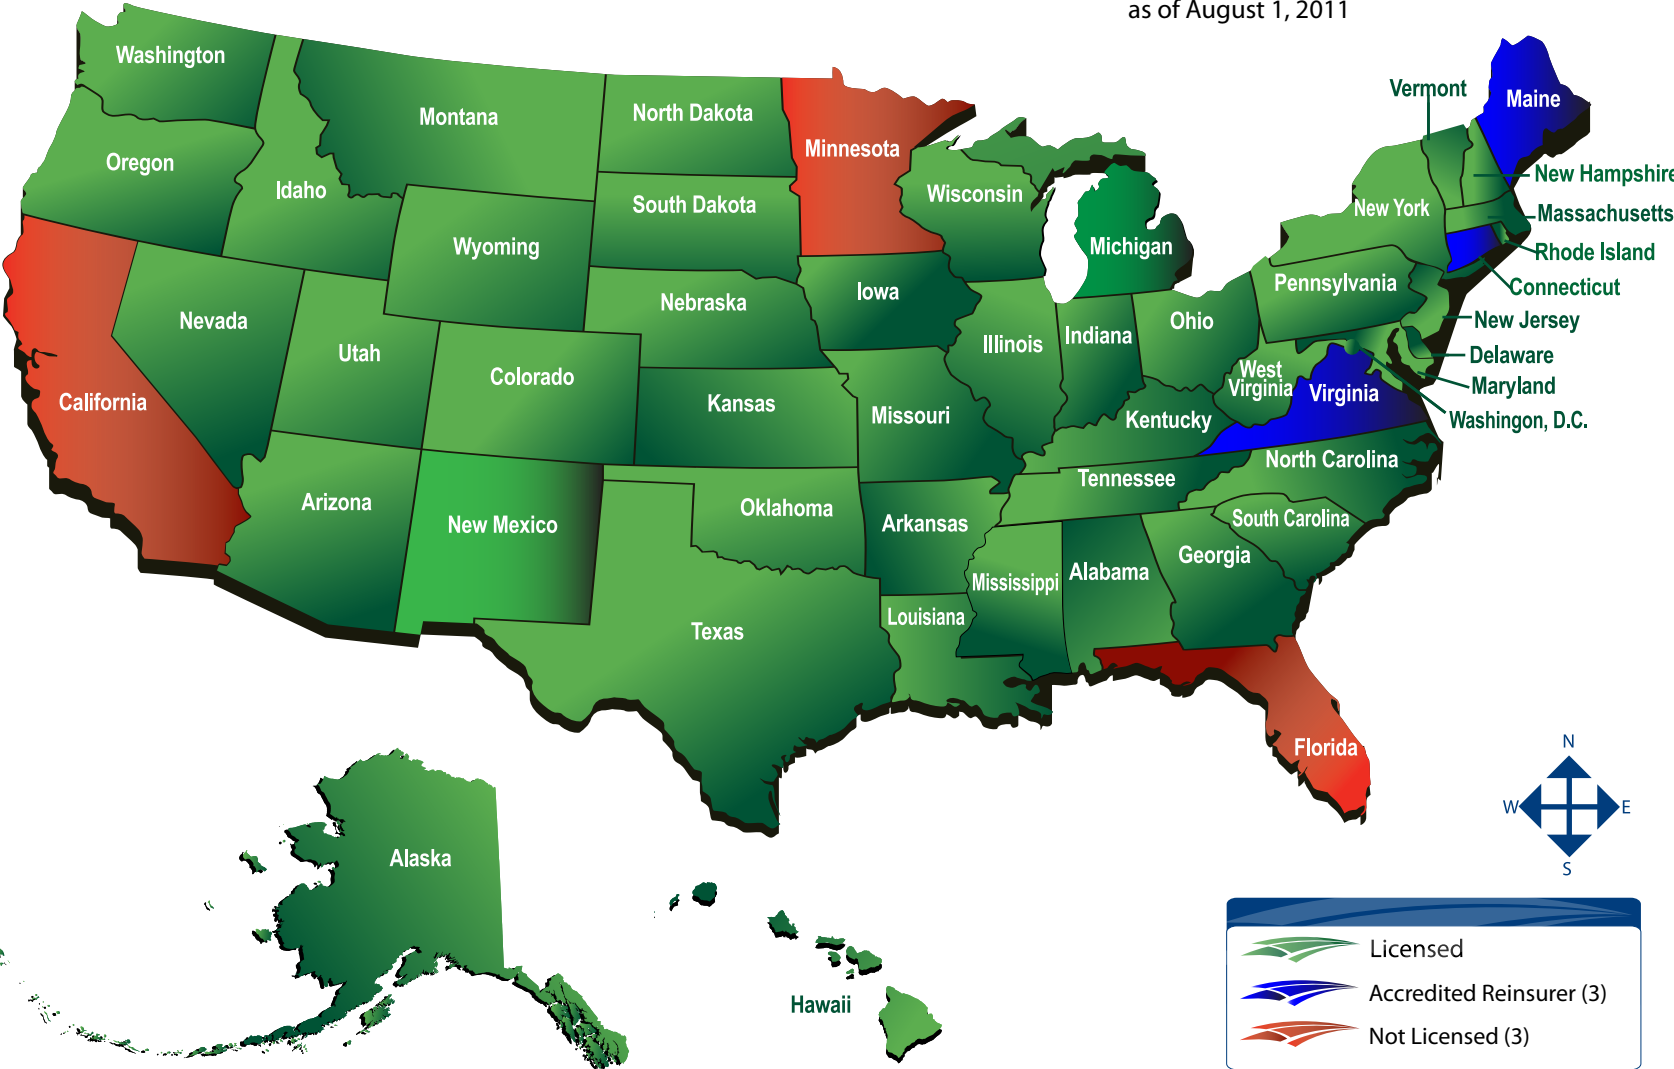 as of August 1, 2011
Washington
Montana
North Dakota
Minnesota
Vermont
Maine
Oregon
Idaho
South Dakota
Wisconsin
New Hampshire
New York
Massachusetts
Wyoming
Michigan
Rhode Island
Nebraska
Iowa
Pennsylvania
Connecticut
Nevada
Utah
Illinois
Indiana
Ohio
New Jersey
Colorado
Delaware
California
Kansas
Missouri
West
Virginia
Virginia
Maryland
Kentucky
Washingon, D.C.
Arizona
New Mexico
Oklahoma
Arkansas
Tennessee
North Carolina
South Carolina
Georgia
Mississippi
Alabama
Louisiana
Texas
Florida
N
W
E
S
Alaska
Hawaii
Licensed
Accredited Reinsurer (3)
Not Licensed (3)